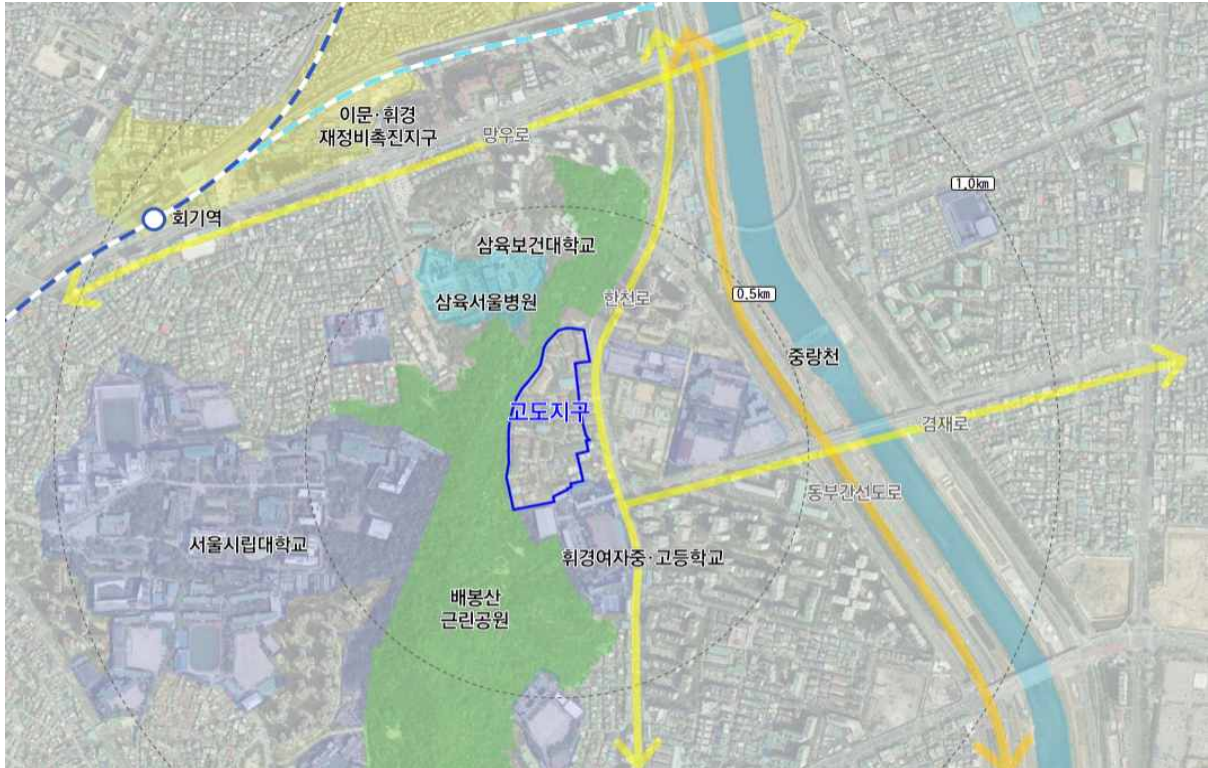 이문·휘경
재정비촉진지구
망우로
1.0km
회기역
삼육보건대학교
삼육서울병원
한천로
0.5km
중랑천
고도지구
겸재로
동부간선도로
서울시립대학교
휘경여자중·고등학교
배봉산
근린공원